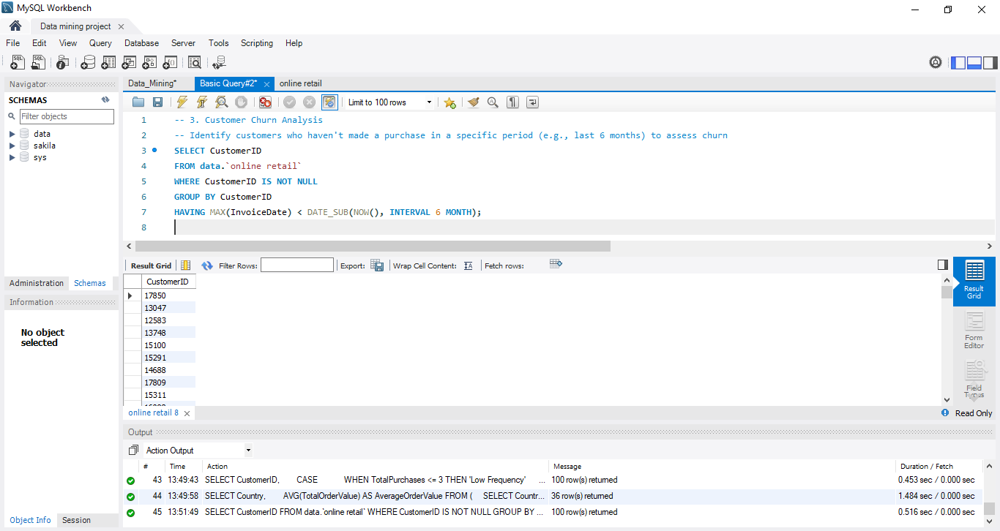 MySQL Workbench
Data mining project
File Edit View Query Database Server Tools Scripting Help
Navigator
SCHEMAS
Filter objects
data
sakila
sys
Administration Schemas
Information
No object
selected
Object Info Session
Data_Mining* Basic Query#2* online retail
Limit to 100 rows
1 -- 3. Customer Churn Analysis
2 -- Identify customers who haven't made a purchase in a specific period (e.g., last 6 months) to assess churn
3 SELECT CustomerID
4 FROM data.`online retail`
5 WHERE CustomerID IS NOT NULL
6 GROUP BY CustomerID
7 HAVING MAX(InvoiceDate) < DATE_SUB(NOW(), INTERVAL 6 MONTH);
8
Result Grid Filter Rows: Export: Wrap Cell Content: Fetch rows:
CustomerID
17850
13047
12583
13748
15100
15291
14688
17809
15311
Result
Grid
Form
Editor
Field
Types
online retail 8
Read Only
Output
Action Output
# Time Action Message Duration / Fetch
43 13:49:43 SELECT CustomerID, CASE WHEN TotalPurchases <= 3 THEN 'Low Frequency' ... 100 row(s) returned 0.453 sec / 0.000 sec
44 13:49:58 SELECT Country, AVG(TotalOrderValue) AS AverageOrderValue FROM ( SELECT Countr... 36 row(s) returned 1.484 sec / 0.000 sec
45 13:51:49 SELECT CustomerID FROM data.`online retail` WHERE CustomerID IS NOT NULL GROUP BY ... 100 row(s) returned 0.516 sec / 0.000 sec